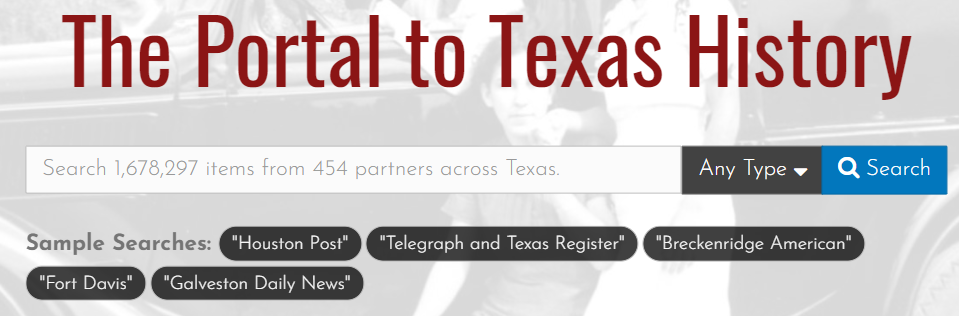 The Portal to Texas History
Search 1,678,297 items from 454 partners across Texas. Any Type Search
Sample Searches: "Houston Post" "Telegraph and Texas Register" "Breckenridge American"
"Fort Davis" "Galveston Daily News"